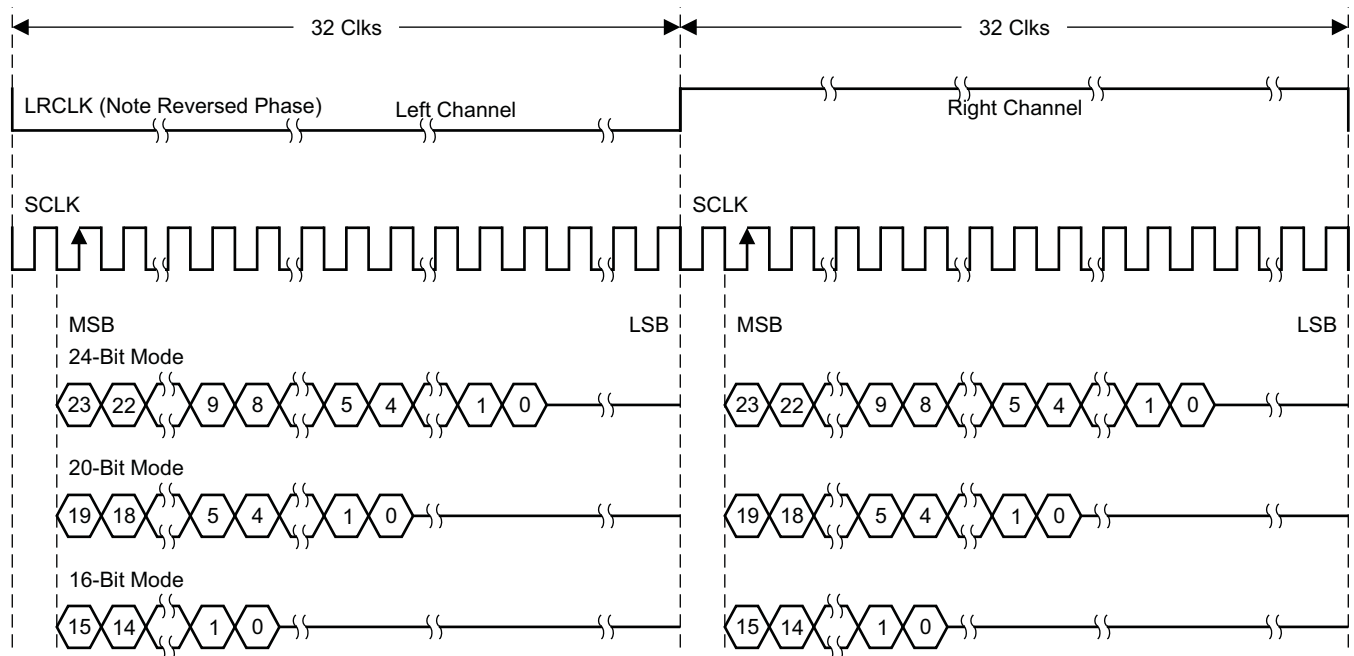 32 Clks 32 Clks
LRCLK (Note Reversed Phase) Left Channel Right Channel
SCLK SCLK
MSB LSB MSB LSB
24-Bit Mode
23 22 9 8 5 4 1 0 23 22 9 8 5 4 1 0
20-Bit Mode
19 18 5 4 1 0 19 18 5 4 1 0
16-Bit Mode
15 14 1 0 15 14 1 0